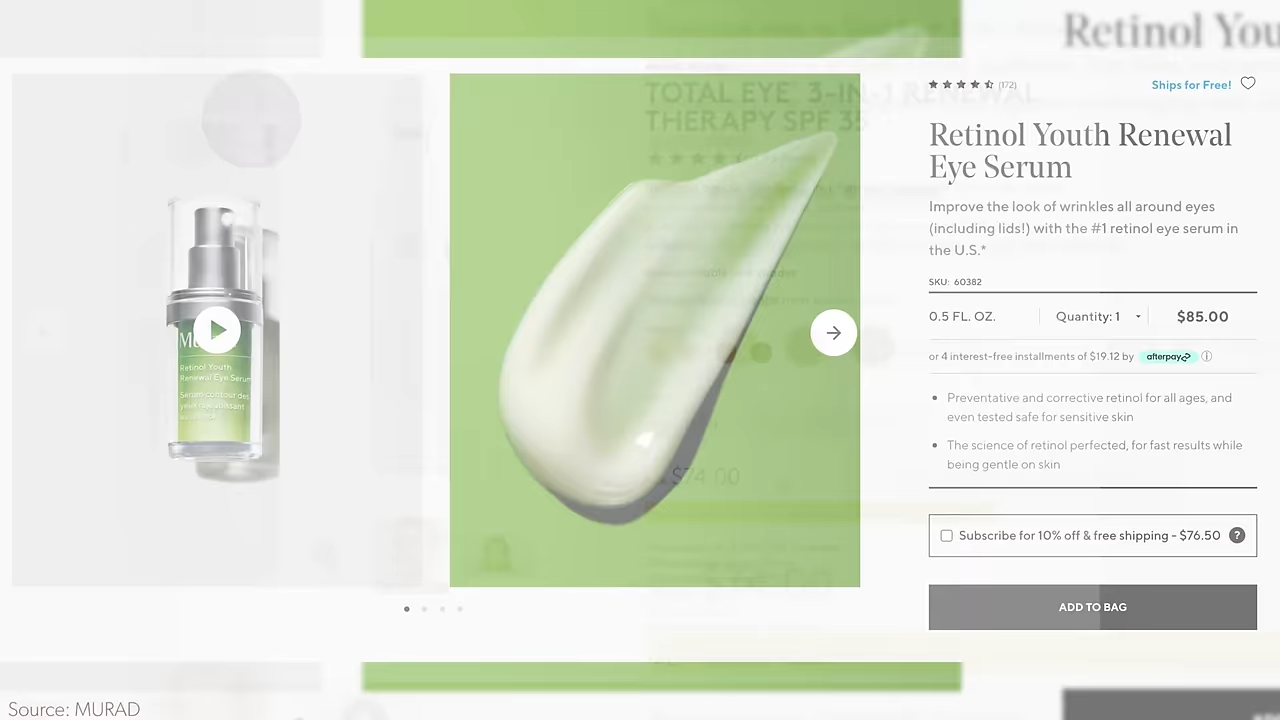 Retinol You
TOTAL EYE 3-IN-1 RENEWAL
THERAPY SPF 35
(172)
Ships for Free!
Retinol Youth Renewal
Eye Serum
Improve the look of wrinkles all around eyes
(including lids!) with the #1 retinol eye serum in
the U.S.*
SKU: 60382
0.5 FL. OZ.
Quantity: 1
$85.00
or 4 interest-free installments of $19.12 by afterpay
Preventative and corrective retinol for all ages, and
even tested safe for sensitive skin
The science of retinol perfected, for fast results while
being gentle on skin
$74.00
Subscribe for 10% off & free shipping - $76.50 ?
ADD TO BAG
Retinol Youth
Renewal Eye Serum
Source: MURAD